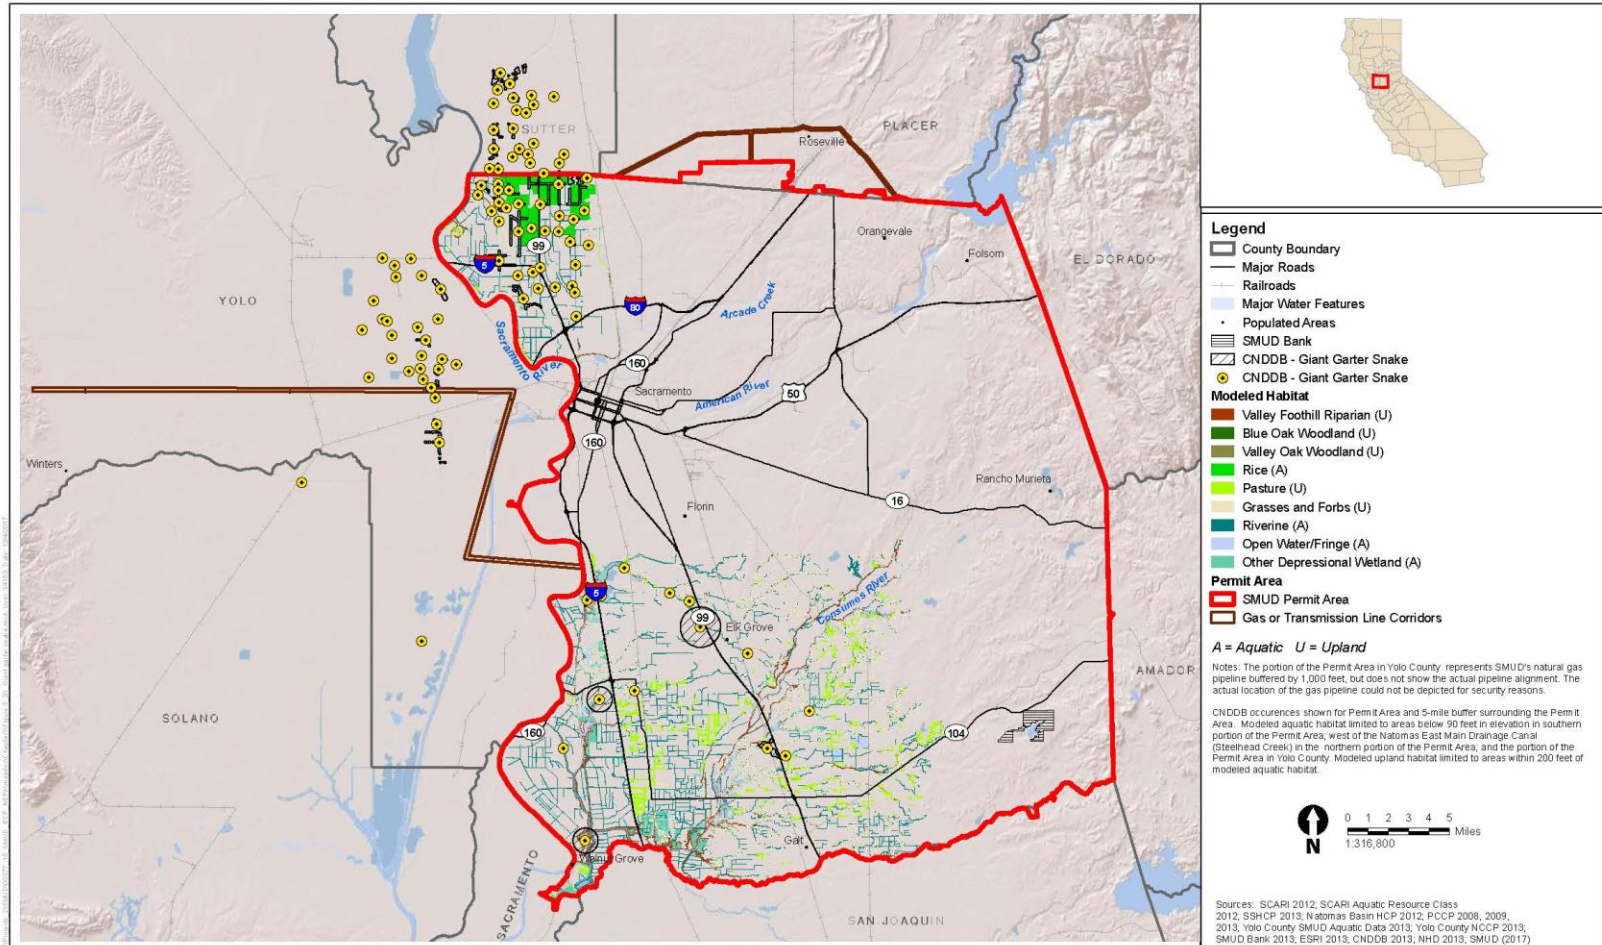 SUTTER
PLACER
Roseville
Orangevale
Folsom
EL DORADO
YOLO
99
5
80
Arcade Creek
Sacramento
River
160
Sacramento
American River
50
160
Winters
Rancho Murieta
16
Florin
5
Consumes River
99
Elk Grove
AMADOR
SOLANO
160
104
Galt
Walnut Grove
SACRAMENTO
SAN JOAQUIN
Legend
County Boundary
Major Roads
Railroads
Major Water Features
Populated Areas
SMUD Bank
CNDDB - Giant Garter Snake
CNDDB - Giant Garter Snake
Modeled Habitat
Valley Foothill Riparian (U)
Blue Oak Woodland (U)
Valley Oak Woodland (U)
Rice (A)
Pasture (U)
Grasses and Forbs (U)
Riverine (A)
Open Water/Fringe (A)
Other Depressional Wetland (A)
Permit Area
SMUD Permit Area
Gas or Transmission Line Corridors
A = Aquatic U = Upland
Notes: The portion of the Permit Area in Yolo County represents SMUD's natural gas
pipeline buffered by 1,000 feet, but does not show the actual pipeline alignment. The
actual location of the gas pipeline could not be depicted for security reasons.
CNDDB occurences shown for Permit Area and 5-mile buffer surrounding the Permit
Area. Modeled aquatic habitat limited to areas below 90 feet in elevation in southern
portion of the Permit Area; west of the Natomas East Main Drainage Canal
(Steelhead Creek) in the northern portion of the Permit Area; and the portion of the
Permit Area in Yolo County. Modeled upland habitat limited to areas within 200 feet of
modeled aquatic habitat.
N
0 1 2 3 4 5
Miles
1:316,800
Sources: SCARI 2012; SCARI Aquatic Resource Class
2012; SSHCP 2013; Natomas Basin HCP 2012; PCCP 2008, 2009,
2013; Yolo County SMUD Aquatic Data 2013; Yolo County NCCP 2013;
SMUD Bank 2013; ESRI 2013; CNDDB 2013; NHD 2013; SMUD (2017)